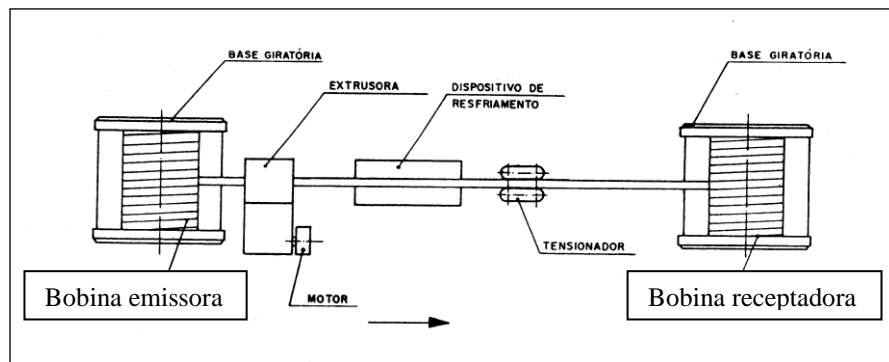 BASE GIRATÓRIA
EXTRUSORA
DISPOSITIVO DE
RESFRIAMENTO
BASE GIRATÓRIA
TENSIONADOR
Bobina emissora
MOTOR
Bobina receptadora